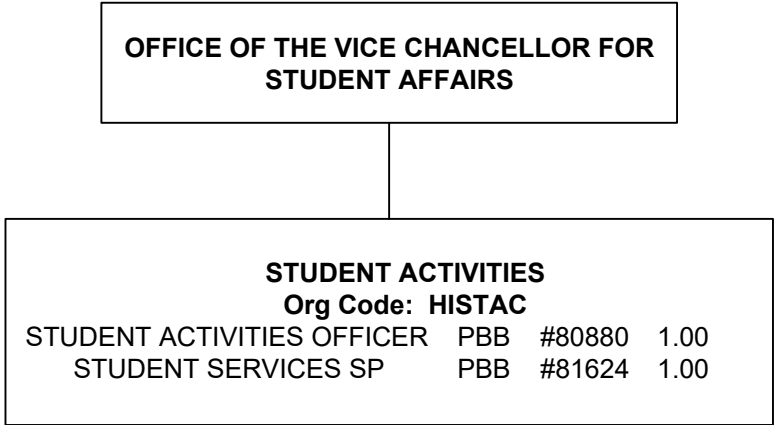 OFFICE OF THE VICE CHANCELLOR FOR
STUDENT AFFAIRS
STUDENT ACTIVITIES
Org Code: HISTAC
STUDENT ACTIVITIES OFFICER PBB #80880 1.00
STUDENT SERVICES SP PBB #81624 1.00